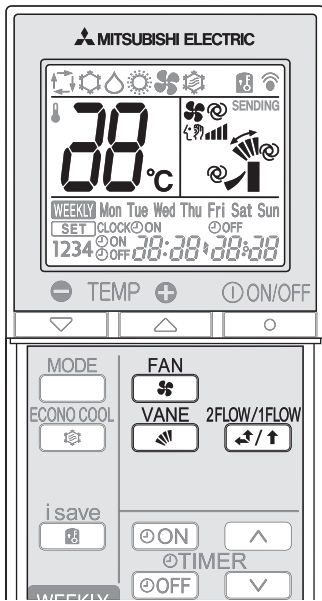 MITSUBISHI ELECTRIC
SENDING
88°C
WEEKLY Mon Tue Wed Thu Fri Sat Sun
SET CLOCK ON OFF
1234 ON OFF 88:88 88:88
TEMP ON/OFF
MODE FAN
ECONO COOL VANE 2FLOW/1FLOW
i save
ON
TIMER
OFF
WEEKLY